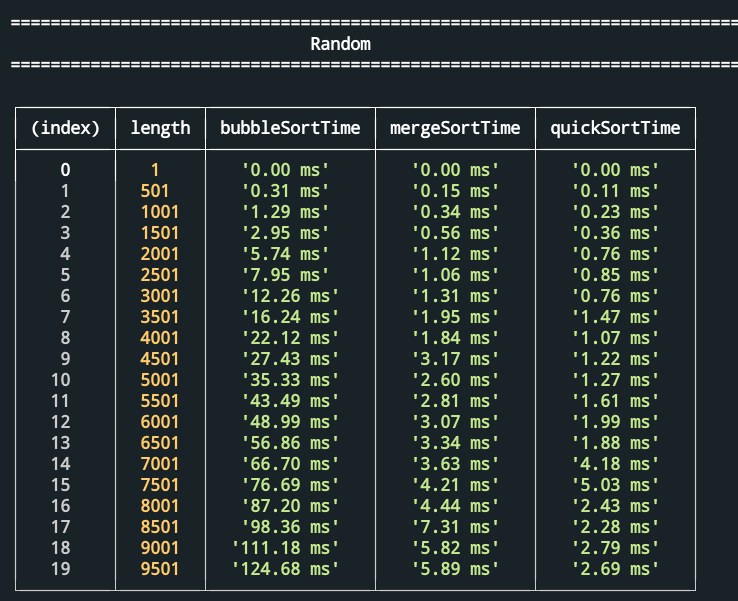 ================================================================================
Random
================================================================================
(index) length bubbleSortTime mergeSortTime quickSortTime
0 1 '0.00 ms' '0.00 ms' '0.00 ms'
1 501 '0.31 ms' '0.15 ms' '0.11 ms'
2 1001 '1.29 ms' '0.34 ms' '0.23 ms'
3 1501 '2.95 ms' '0.56 ms' '0.36 ms'
4 2001 '5.74 ms' '1.12 ms' '0.76 ms'
5 2501 '7.95 ms' '1.06 ms' '0.85 ms'
6 3001 '12.26 ms' '1.31 ms' '0.76 ms'
7 3501 '16.24 ms' '1.95 ms' '1.47 ms'
8 4001 '22.12 ms' '1.84 ms' '1.07 ms'
9 4501 '27.43 ms' '3.17 ms' '1.22 ms'
10 5001 '35.33 ms' '2.60 ms' '1.27 ms'
11 5501 '43.49 ms' '2.81 ms' '1.61 ms'
12 6001 '48.99 ms' '3.07 ms' '1.99 ms'
13 6501 '56.86 ms' '3.34 ms' '1.88 ms'
14 7001 '66.70 ms' '3.63 ms' '4.18 ms'
15 7501 '76.69 ms' '4.21 ms' '5.03 ms'
16 8001 '87.20 ms' '4.44 ms' '2.43 ms'
17 8501 '98.36 ms' '7.31 ms' '2.28 ms'
18 9001 '111.18 ms' '5.82 ms' '2.79 ms'
19 9501 '124.68 ms' '5.89 ms' '2.69 ms'